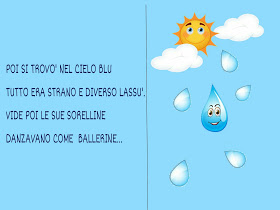 POI SI TROVO' NEL CIELO BLU
TUTTO ERA STRANO E DIVERSO LASSU'.
VIDE POI LE SUE SORELLINE
DANZAVANO COME BALLERINE...